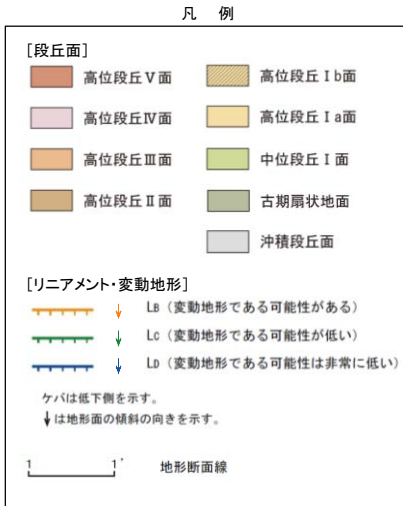 凡 例
[段丘面]
高位段丘Ⅴ面
高位段丘Ⅰb面
高位段丘Ⅳ面
高位段丘Ⅰa面
高位段丘Ⅲ面
中位段丘Ⅰ面
高位段丘Ⅱ面
古期扇状地面
沖積段丘面
[リニアメント・変動地形]
LB（変動地形である可能性がある）
LC（変動地形である可能性が低い）
LD（変動地形である可能性は非常に低い）
ケバは低下側を示す。
↓は地形面の傾斜の向きを示す。
1 1' 地形断面線